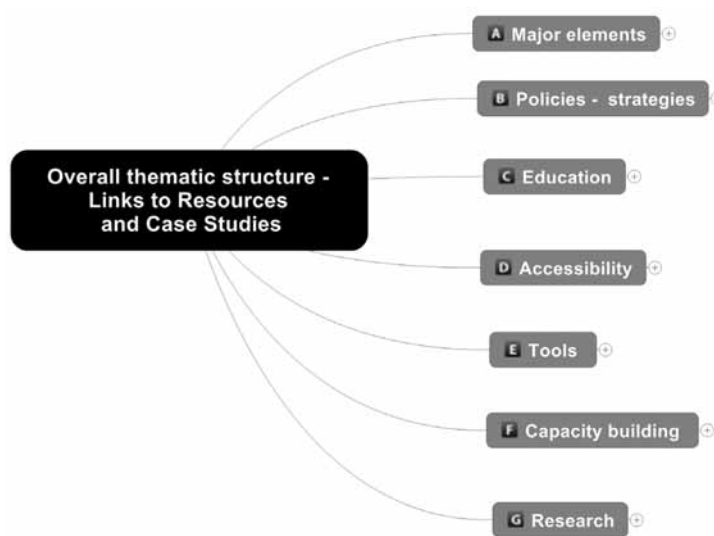 A Major elements
B Policies - strategies
Overall thematic structure -
Links to Resources
and Case Studies
C Education
D Accessibility
E Tools
F Capacity building
G Research